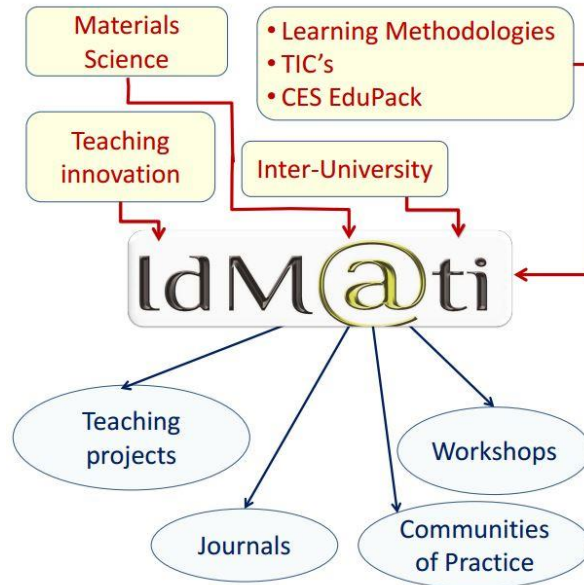 Materials
Science
• Learning Methodologies
• TIC's
• CES EduPack
Teaching
innovation
Inter-University
IdM@ti
Teaching
projects
Workshops
Journals
Communities
of Practice